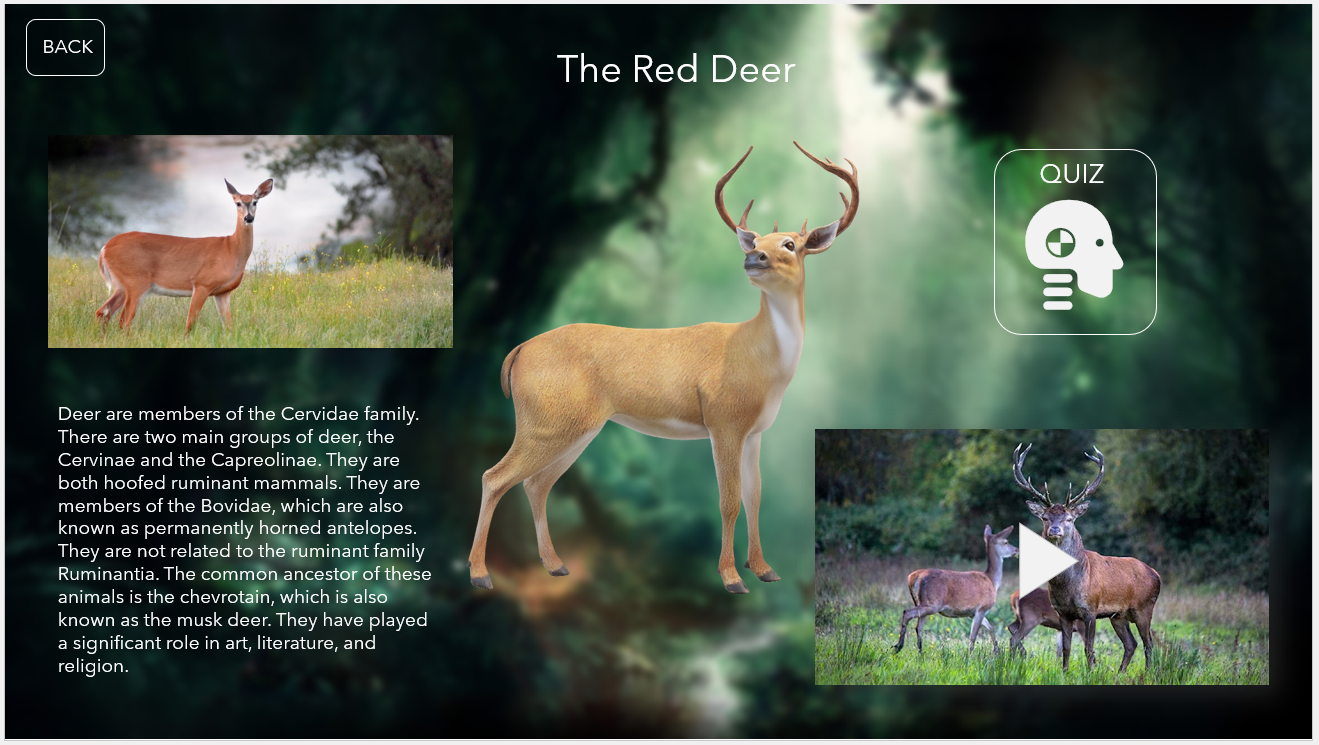 BACK
The Red Deer
QUIZ
Deer are members of the Cervidae family.
There are two main groups of deer, the
Cervinae and the Capreolinae. They are
both hoofed ruminant mammals. They are
members of the Bovidae, which are also
known as permanently horned antelopes.
They are not related to the ruminant family
Ruminantia. The common ancestor of these
animals is the chevrotain, which is also
known as the musk deer. They have played
a significant role in art, literature, and
religion.